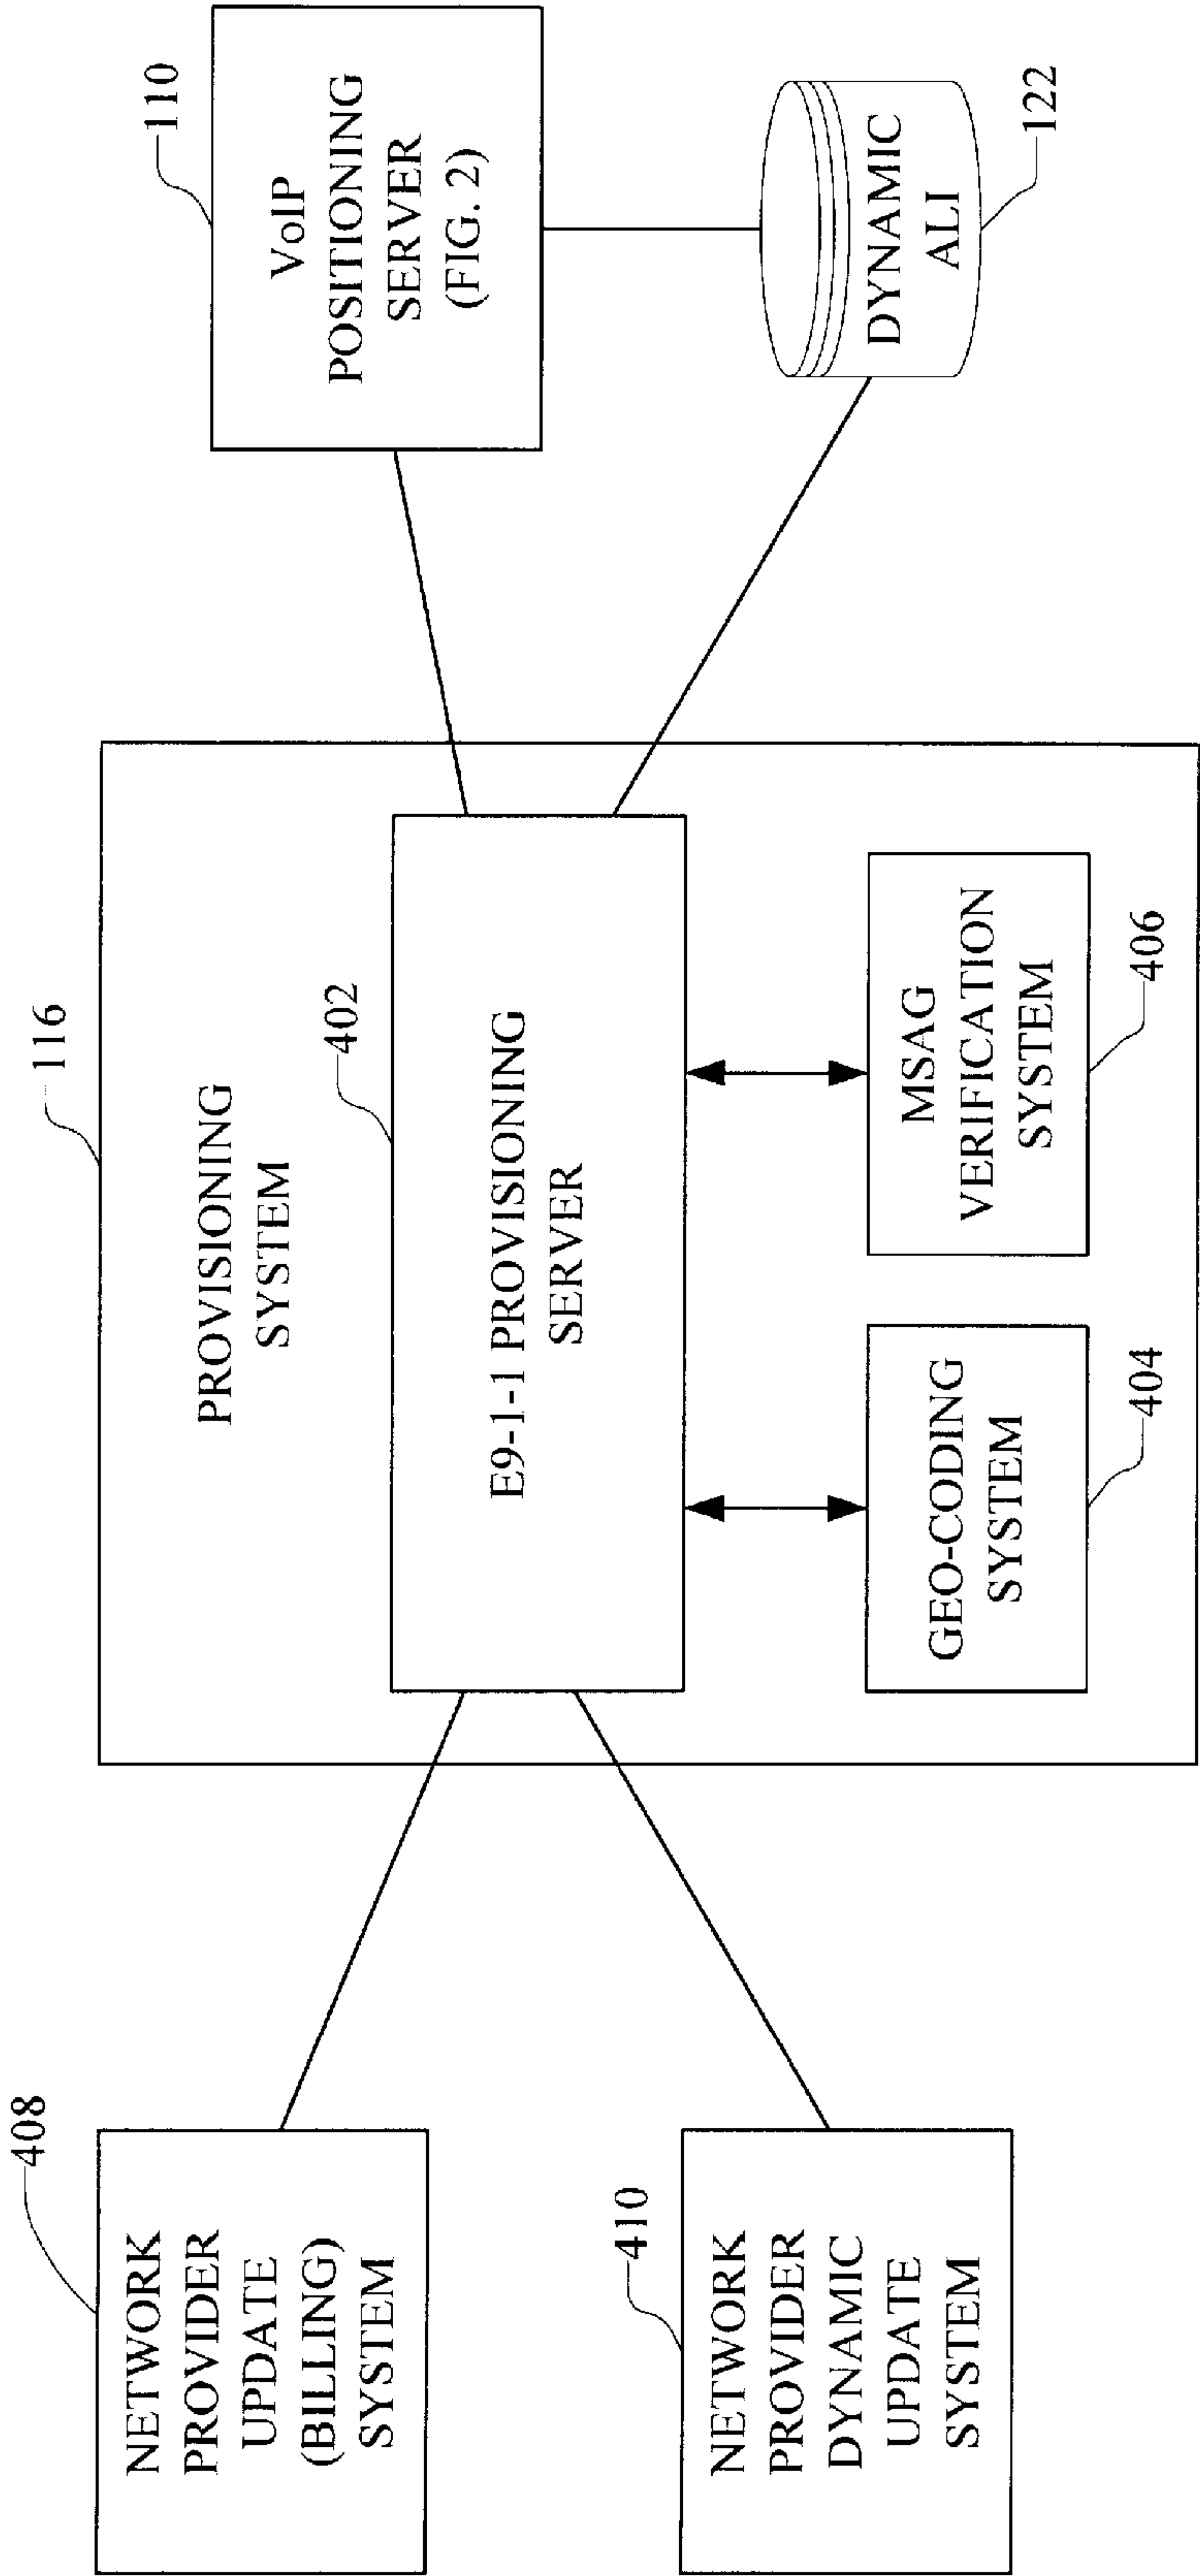 408
NETWORK
PROVIDER
UPDATE
(BILLING)
SYSTEM
410
NETWORK
PROVIDER
DYNAMIC
UPDATE
SYSTEM
116
PROVISIONING
SYSTEM
402
E9-1-1 PROVISIONING
SERVER
GEO-CODING
SYSTEM
404
MSAG
VERIFICATION
SYSTEM
406
110
VoIP
POSITIONING
SERVER
(FIG. 2)
DYNAMIC
ALI
122